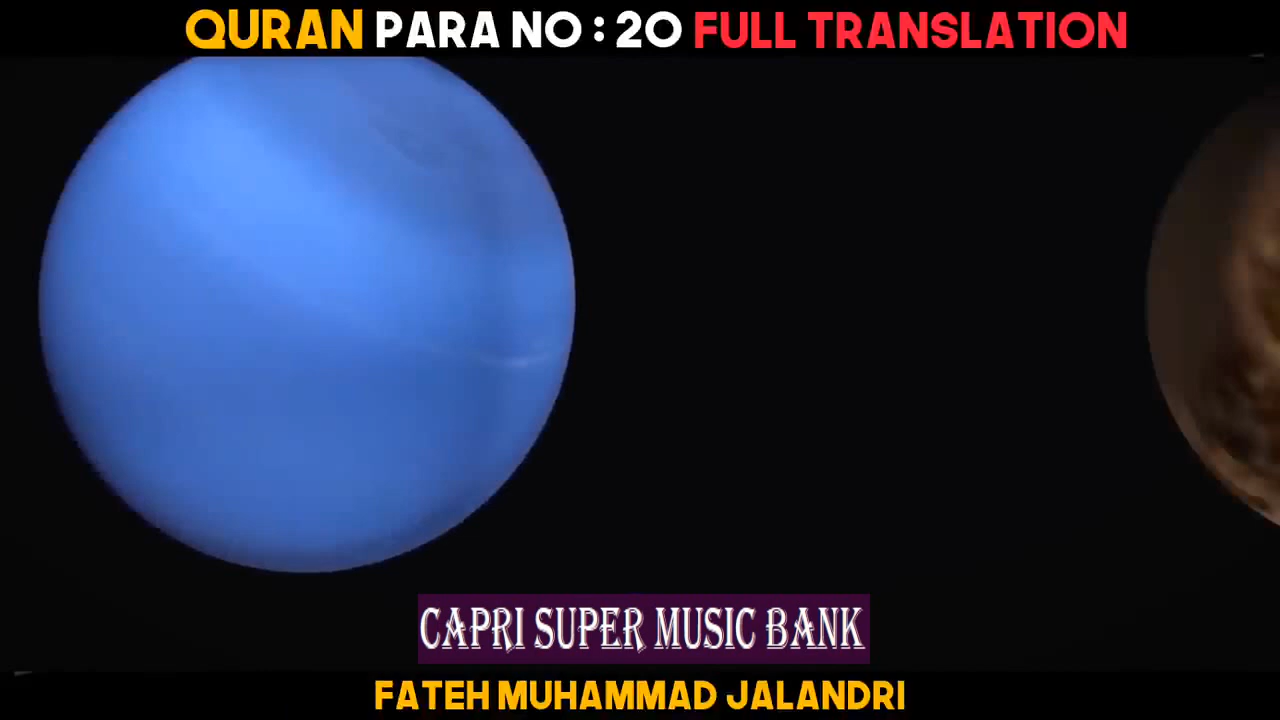 QURAN PARA NO : 20 FULL TRANSLATION
CAPRI SUPER MUSIC BANK
FATEH MUHAMMAD JALANDRI